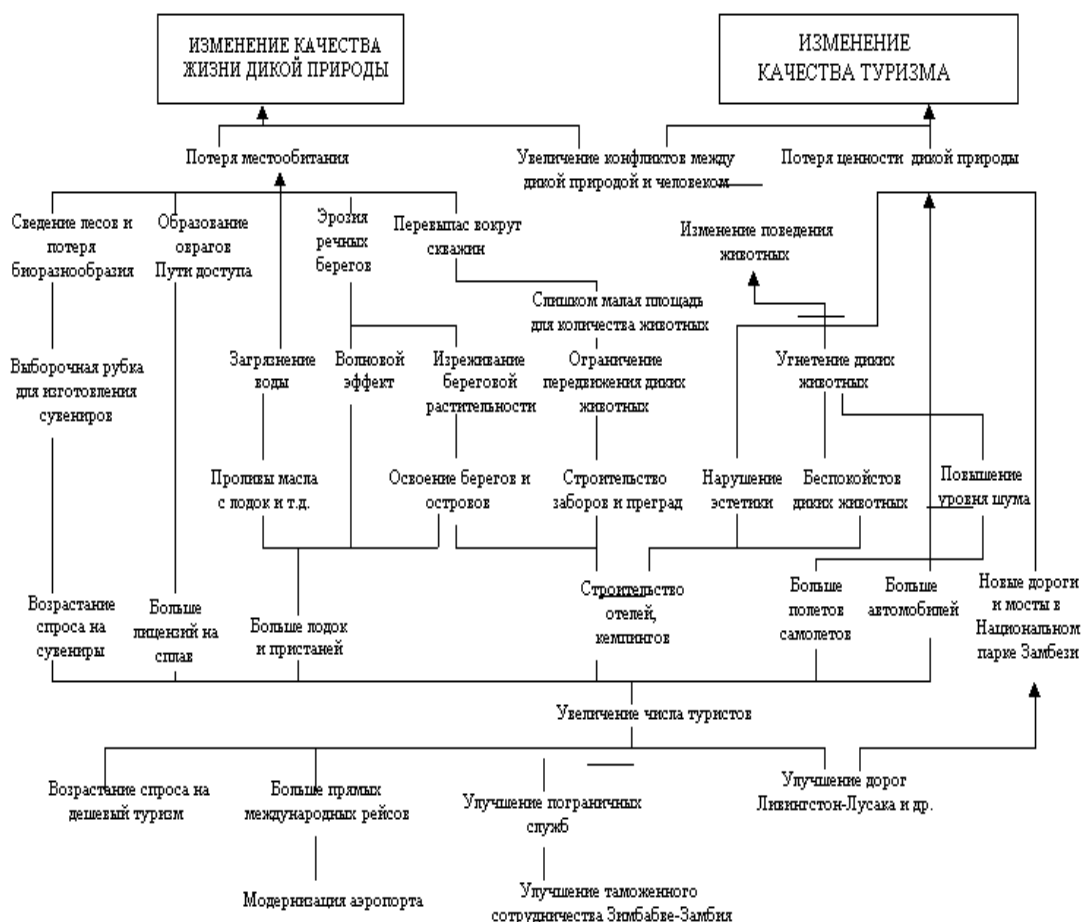 ИЗМЕНЕНИЕ КАЧЕСТВА
ЖИЗНИ ДИКОЙ ПРИРОДЫ
ИЗМЕНЕНИЕ
КАЧЕСТВА ТУРИЗМА
Потеря местообитания
Увеличение конфликтов между
дикой природой и человеком
Потеря ценности дикой природы
Сведение лесов и
потеря
биоразнообразия
Образование
оврагов
Пути доступа
Эрозия
речных
берегов
Перевыпас вокруг
скважин
Изменение поведения
животных
Слишком малая площадь
для количества животных
Выборочная рубка
для изготовления
сувениров
Загрязнение
воды
Волновой
эффект
Изреживание
береговой
растительности
Ограничение
передвижения диких
животных
Угнетение диких
животных
Проливы масла
с лодок и т.д.
Освоение берегов и
островов
Строительство
заборов и преград
Нарушение
эстетики
Беспокойстов
диких животных
Повышение
уровня шума
Возрастание
спроса на
сувениры
Больше
лицензий на
сплав
Больше лодок
и пристаней
Строительство
отелей,
кемпингов
Больше
полетов
самолетов
Больше
автомобилей
Новые дороги
и мосты в
Национальном
парке Замбези
Увеличение числа туристов
Возрастание спроса на
дешевый туризм
Больше прямых
международных рейсов
Улучшение пограничных
служб
Улучшение дорог
Ливингстон-Лусака и др.
Модернизация аэропорта
Улучшение таможенного
сотрудничества Зимбабве-Замбия